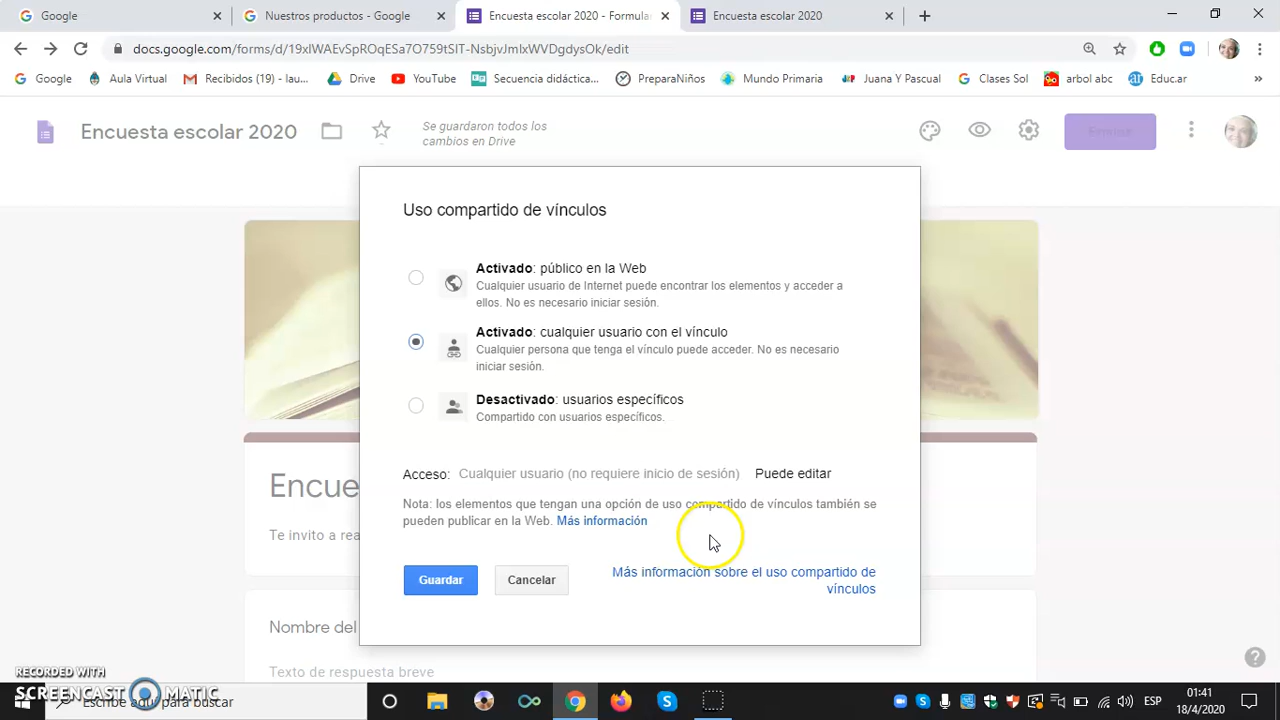 Google
Nuestros productos - Google
Encuesta escolar 2020 - Formula
Encuesta escolar 2020
docs.google.com/forms/d/19xIWAEvSpROqESa7O759tSIT-NsbjvJmIxWVDgdysOk/edit
Google
Aula Virtual
Recibidos (19) - lau...
Drive
YouTube
Secuencia didáctica...
PreparaNiños
Mundo Primaria
Juana Y Pascual
Clases Sol
arbol abc
Educ.ar
»
Encuesta escolar 2020
Se guardaron todos los
cambios en Drive
Enviar
Uso compartido de vínculos
Activado: público en la Web
Cualquier usuario de Internet puede encontrar los elementos y acceder a
ellos. No es necesario iniciar sesión.
Activado: cualquier usuario con el vínculo
Cualquier persona que tenga el vínculo puede acceder. No es necesario
iniciar sesión.
Desactivado: usuarios específicos
Compartido con usuarios específicos.
Acceso: Cualquier usuario (no requiere inicio de sesión) Puede editar
Nota: los elementos que tengan una opción de uso compartido de vínculos también se
pueden publicar en la Web. Más información
Guardar
Cancelar
Más información sobre el uso compartido de
vínculos
Encue
Te invito a rea
Nombre del
Texto de respuesta breve
RECORDED WITH
SCREENCAST MATIC
Escribe aquí para buscar
ESP
01:41
18/4/2020